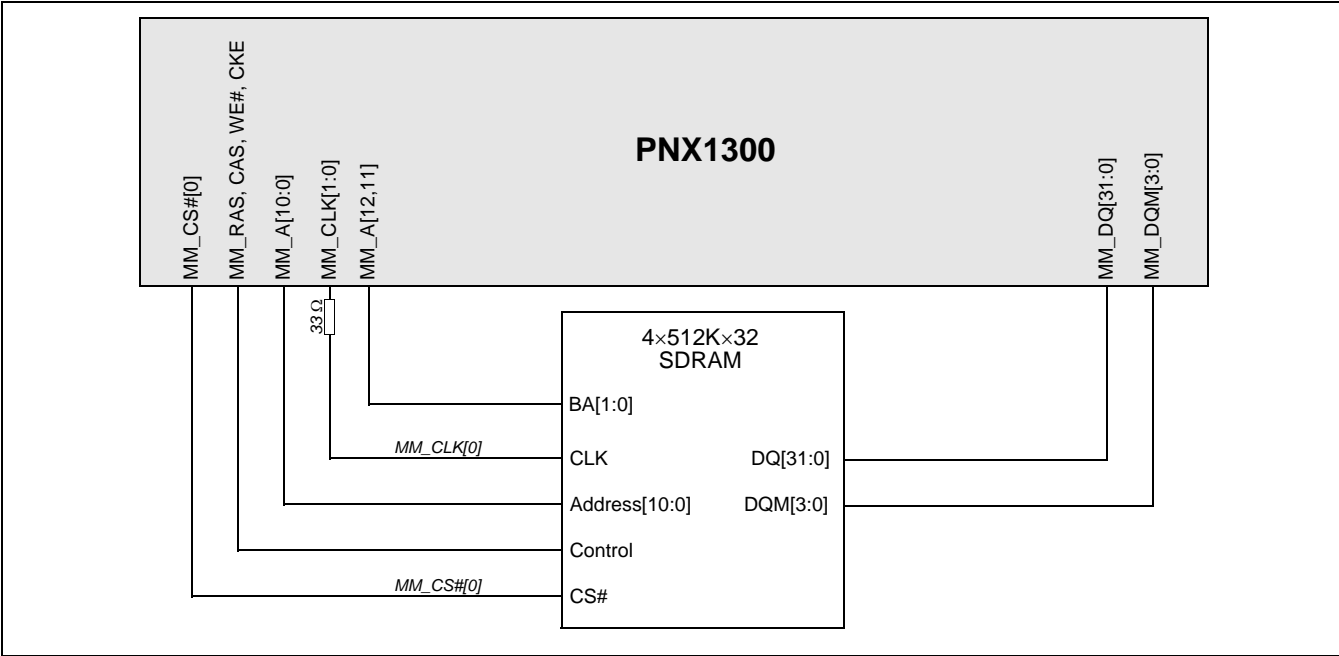 PNX1300
MM_CS#[0]
MM_RAS, CAS, WE#, CKE
MM_A[10:0]
MM_CLK[1:0]
MM_A[12,11]
MM_DQ[31:0]
MM_DQM[3:0]
33 Ω
4×512K×32
SDRAM
BA[1:0]
MM_CLK[0]
CLK
DQ[31:0]
Address[10:0]
DQM[3:0]
Control
MM_CS#[0]
CS#